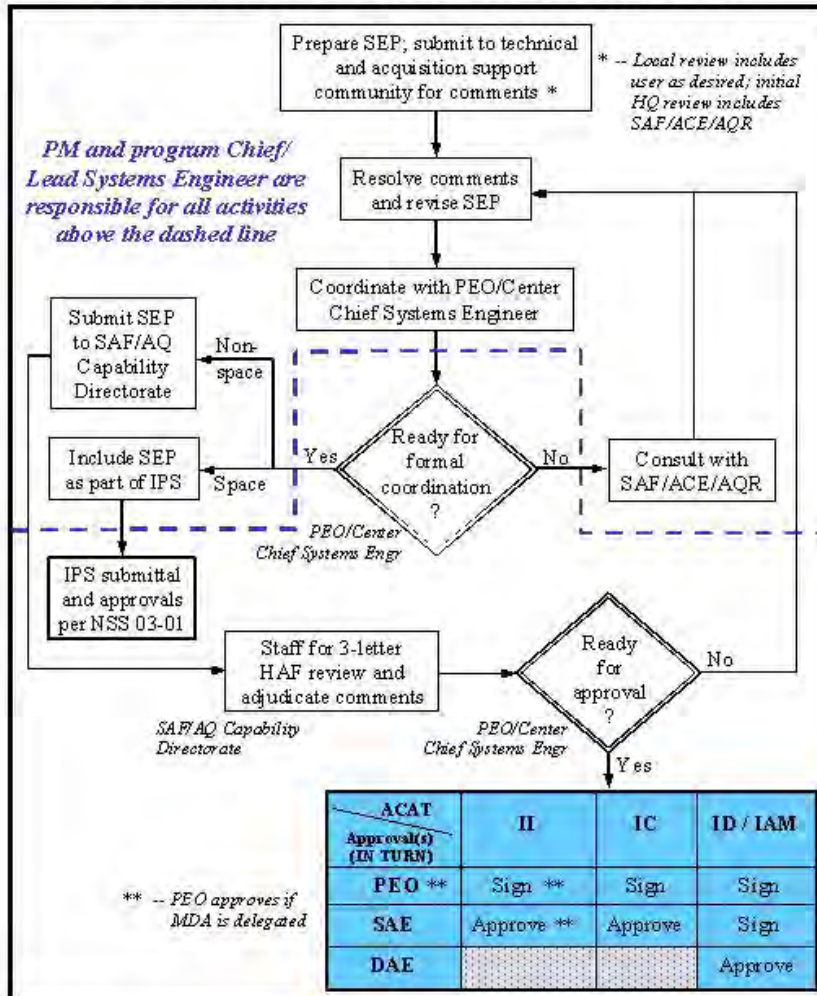 Prepare SEP; submit to technical
and acquisition support
community for comments *
* -- Local review includes
user as desired; initial
HQ review includes
SAF/ACE/AQR
PM and program Chief/
Lead Systems Engineer are
responsible for all activities
above the dashed line
Resolve comments
and revise SEP
Coordinate with PEO/Center
Chief Systems Engineer
Submit SEP
to SAF/AQ
Capability
Directorate
Non-
space
Include SEP
as part of IPS
Space
Yes
Ready for
formal
coordination
?
No
Consult with
SAF/ACE/AQR
PEO/Center
Chief Systems Engr
IPS submittal
and approvals
per NSS 03-01
Staff for 3-letter
HAF review and
adjudicate comments
SAF/AQ Capability
Directorate
Ready
for
approval
?
No
PEO/Center
Chief Systems Engr
Yes
ACAT
Approval(s)
(IN TURN)
II
IC
ID / IAM
PEO **
Sign **
Sign
Sign
SAE
Approve **
Approve
Sign
DAE
Approve
** -- PEO approves if
MDA is delegated